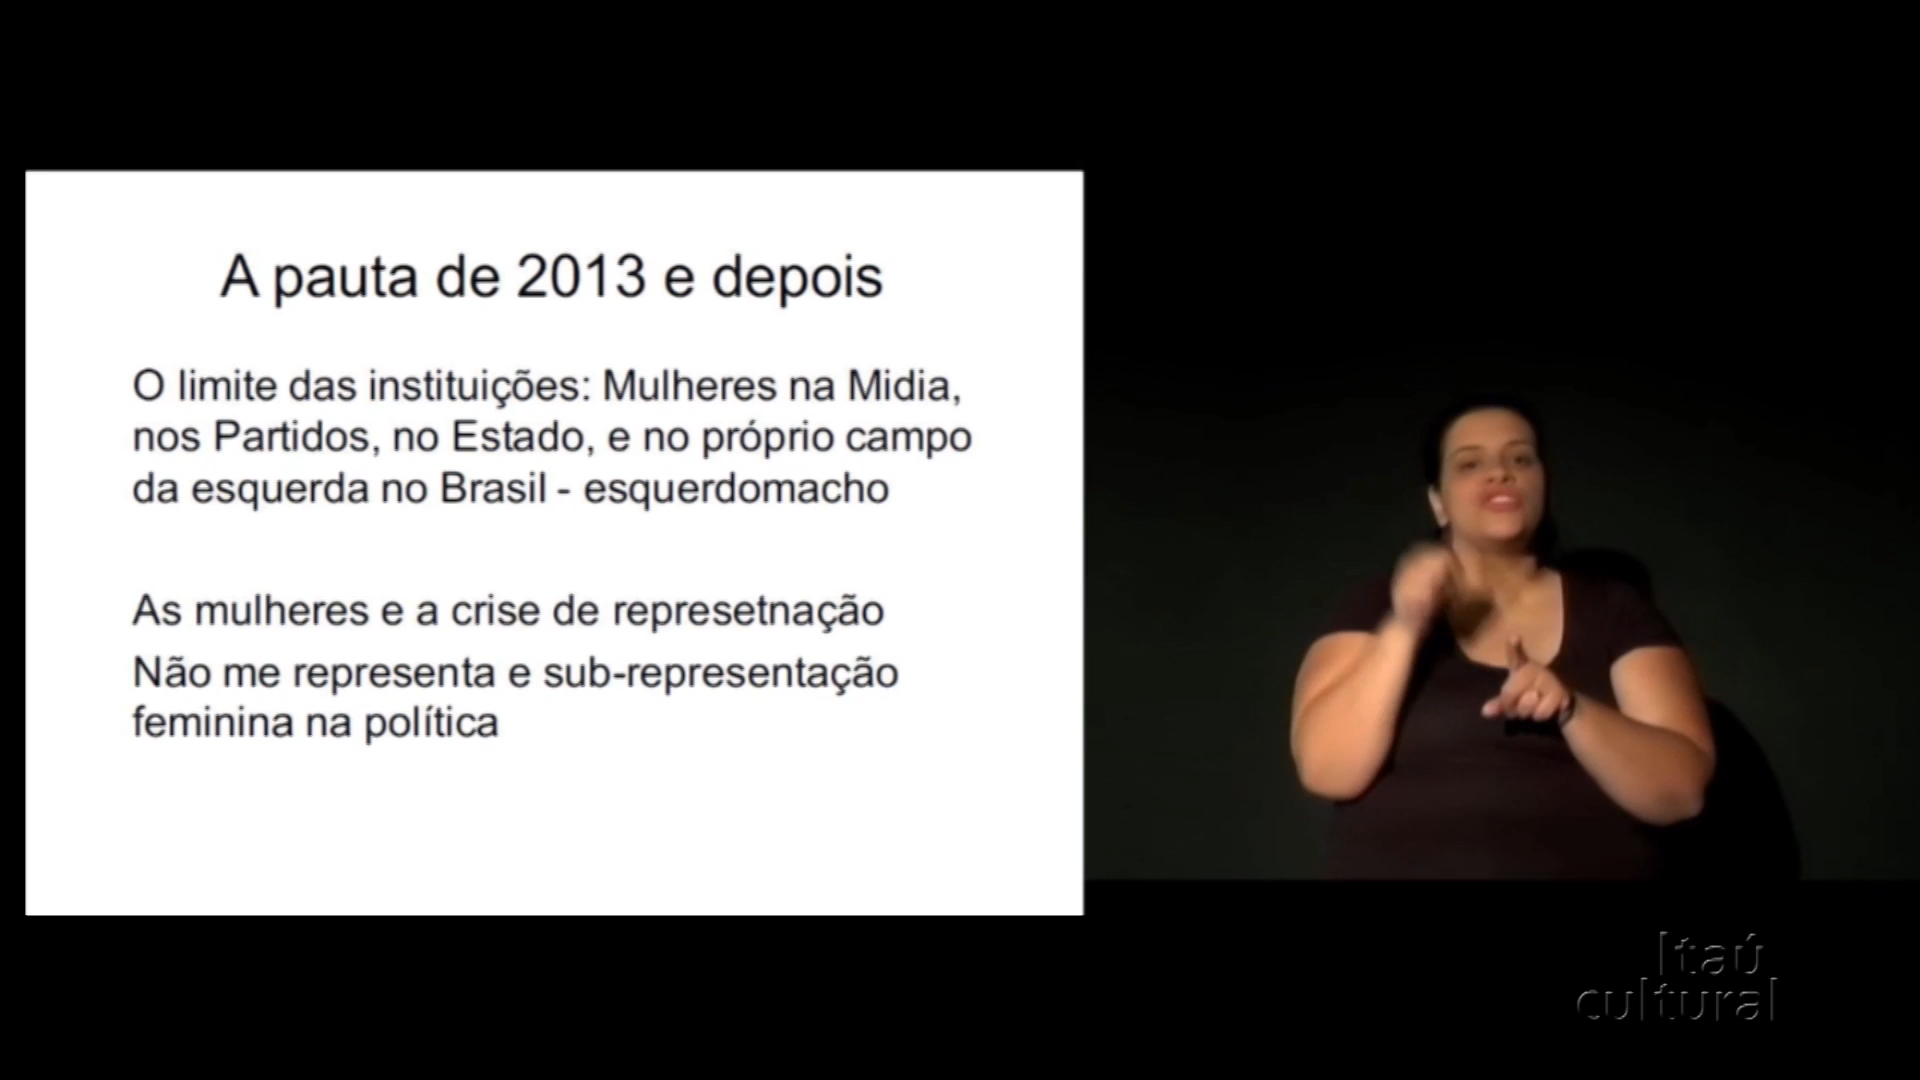 A pauta de 2013 e depois
O limite das instituições: Mulheres na Midia,
nos Partidos, no Estado, e no próprio campo
da esquerda no Brasil - esquerdomacho
As mulheres e a crise de represetnação
Não me representa e sub-representação
feminina na política
Itaú
cultural